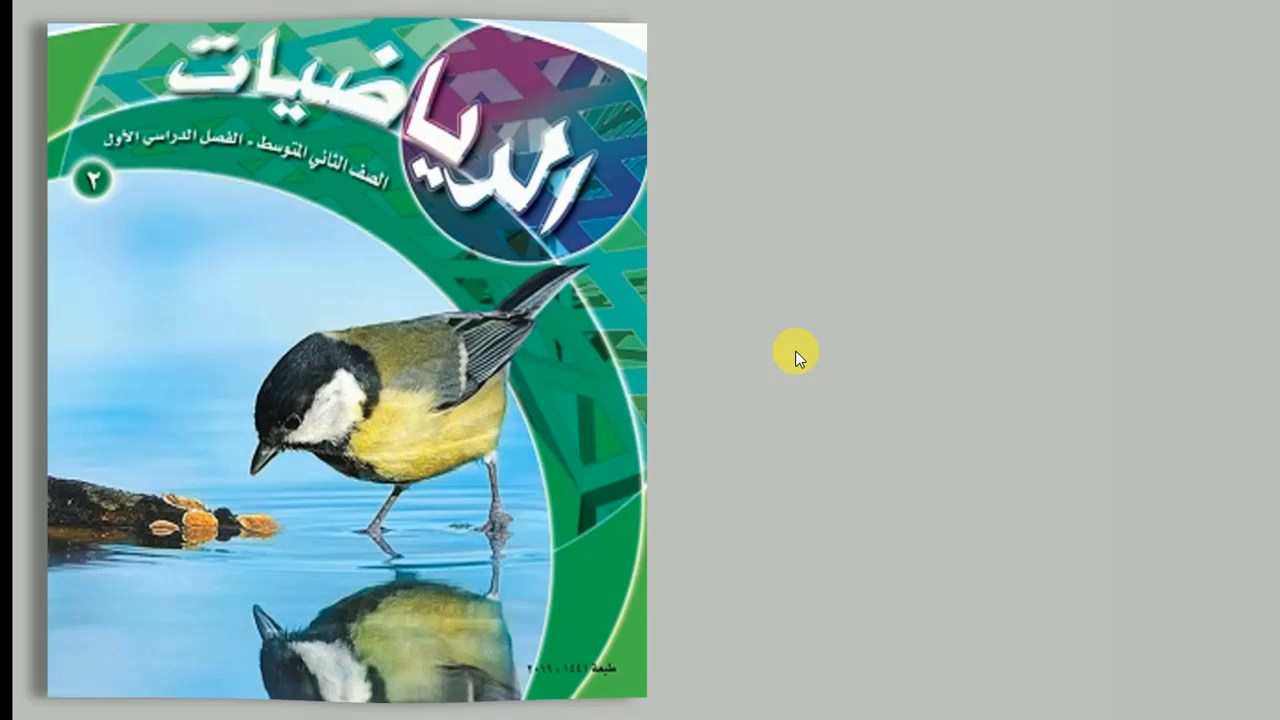 الرياضيات
الصف الثاني المتوسط - الفصل الدراسي الأول
٢
طبعة ١٤٤١ - ٢٠١٩